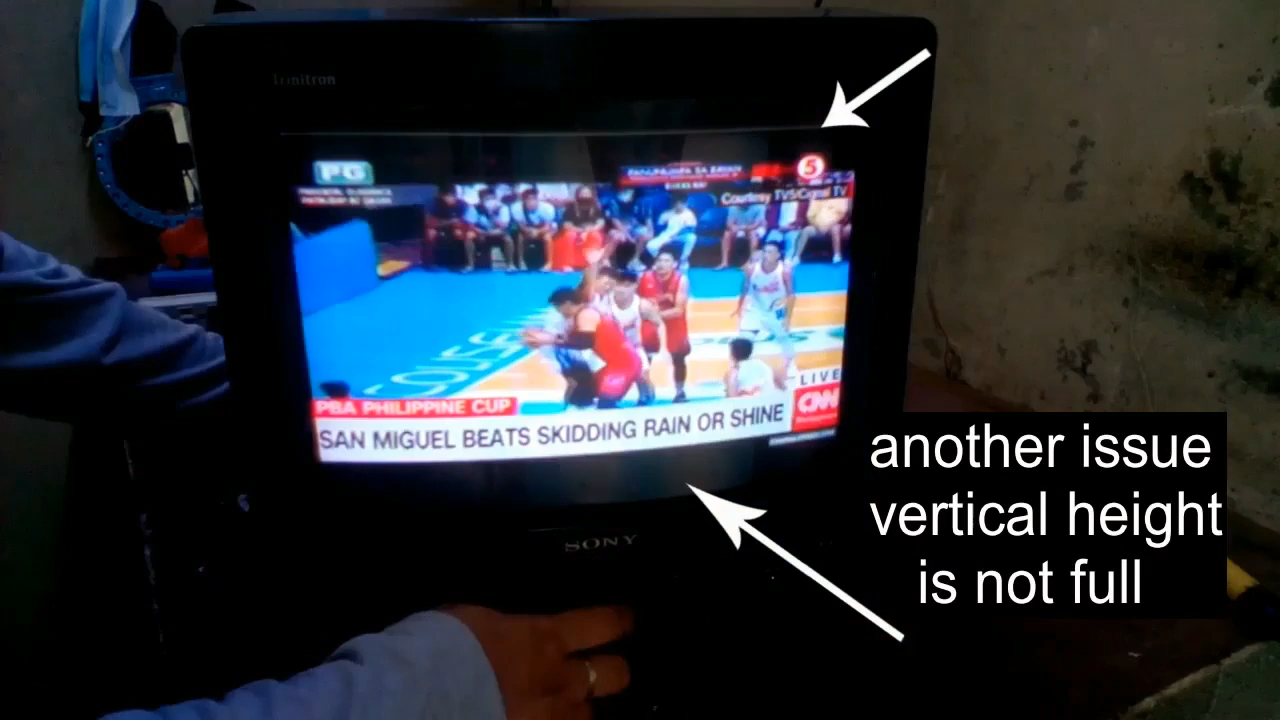 Trinitron
PG
5
Courtesy TV5/Cignal TV
COLISEUM
LIVE
CNN
PBA PHILIPPINE CUP
SAN MIGUEL BEATS SKIDDING RAIN OR SHINE
SONY
another issue
vertical height
is not full